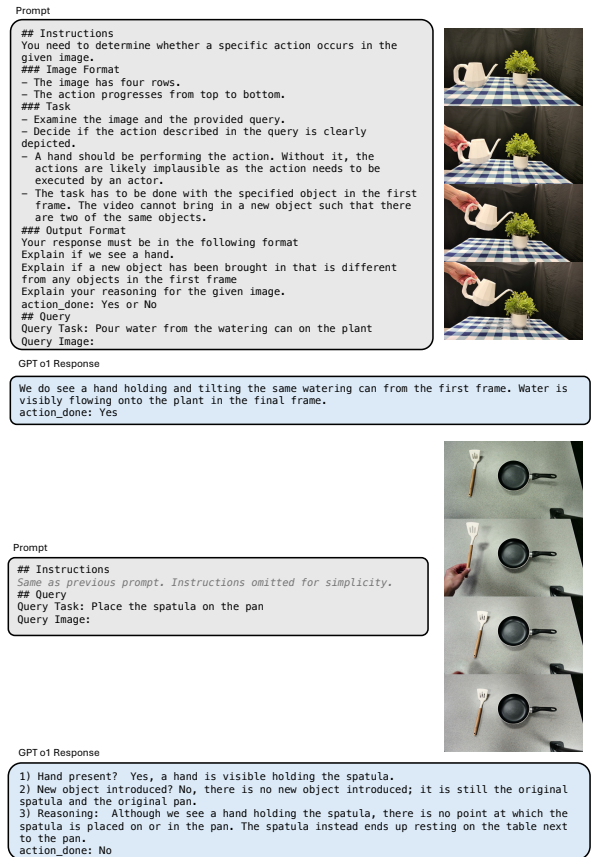 Prompt
## Instructions
You need to determine whether a specific action occurs in the
given image.
### Image Format
– The image has four rows.
– The action progresses from top to bottom.
### Task
– Examine the image and the provided query.
– Decide if the action described in the query is clearly
depicted.
– A hand should be performing the action. Without it, the
actions are likely implausible as the action needs to be
executed by an actor.
– The task has to be done with the specified object in the first
frame. The video cannot bring in a new object such that there
are two of the same objects.
### Output Format
Your response must be in the following format
Explain if we see a hand.
Explain if a new object has been brought in that is different
from any objects in the first frame
Explain your reasoning for the given image.
action_done: Yes or No
## Query
Query Task: Pour water from the watering can on the plant
Query Image:
GPT o1 Response
We do see a hand holding and tilting the same watering can from the first frame. Water is
visibly flowing onto the plant in the final frame.
action_done: Yes
Prompt
## Instructions
Same as previous prompt. Instructions omitted for simplicity.
## Query
Query Task: Place the spatula on the pan
Query Image:
GPT o1 Response
1) Hand present?  Yes, a hand is visible holding the spatula.
2) New object introduced? No, there is no new object introduced; it is still the original
spatula and the original pan.
3) Reasoning:  Although we see a hand holding the spatula, there is no point at which the
spatula is placed on or in the pan. The spatula instead ends up resting on the table next
to the pan.
action_done: No